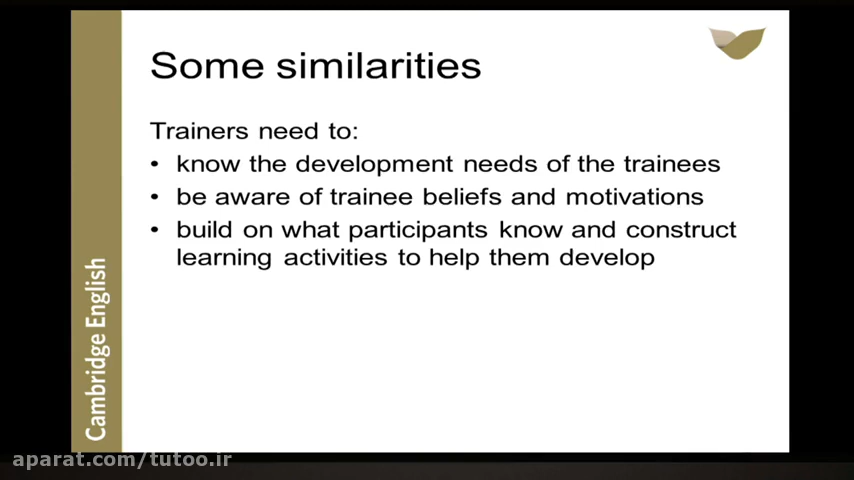 Some similarities
Trainers need to:
• know the development needs of the trainees
• be aware of trainee beliefs and motivations
• build on what participants know and construct
learning activities to help them develop
Cambridge English
aparat.com/tutoo.ir